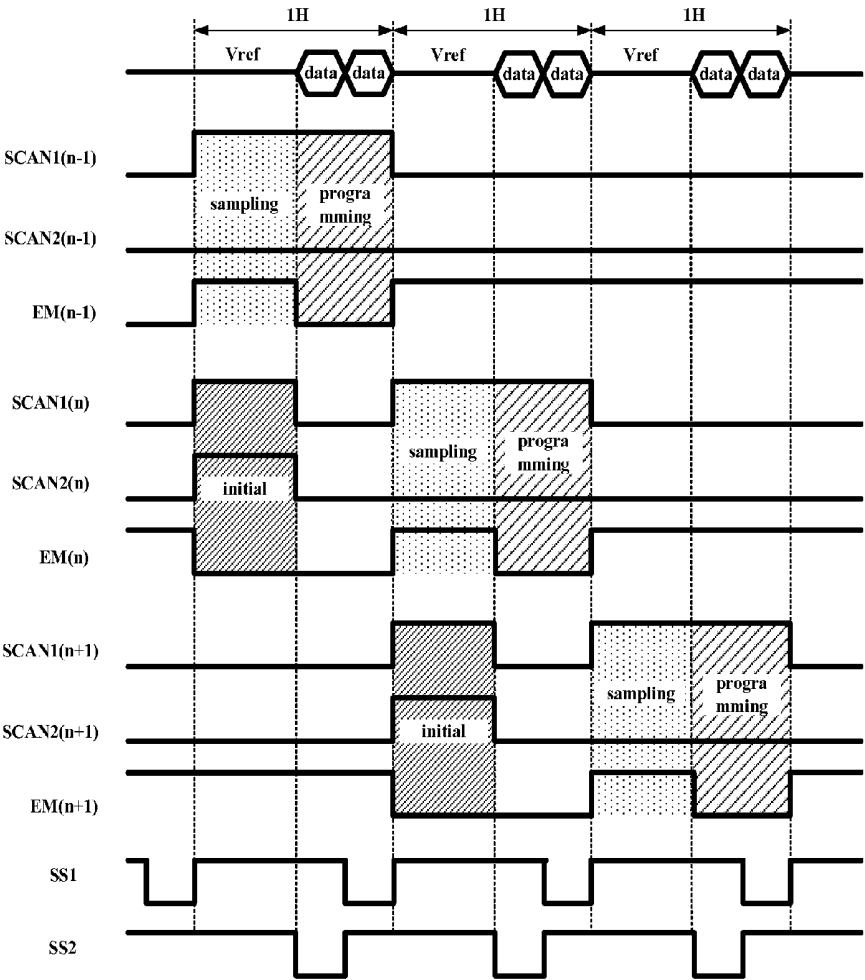 1H 1H 1H
Vref Vref Vref
data data data data data data
SCAN1(n-1)
sampling
progra
mming
SCAN2(n-1)
EM(n-1)
SCAN1(n)
sampling
progra
mming
SCAN2(n)
initial
EM(n)
SCAN1(n+1)
sampling
progra
mming
SCAN2(n+1)
initial
EM(n+1)
SS1
SS2